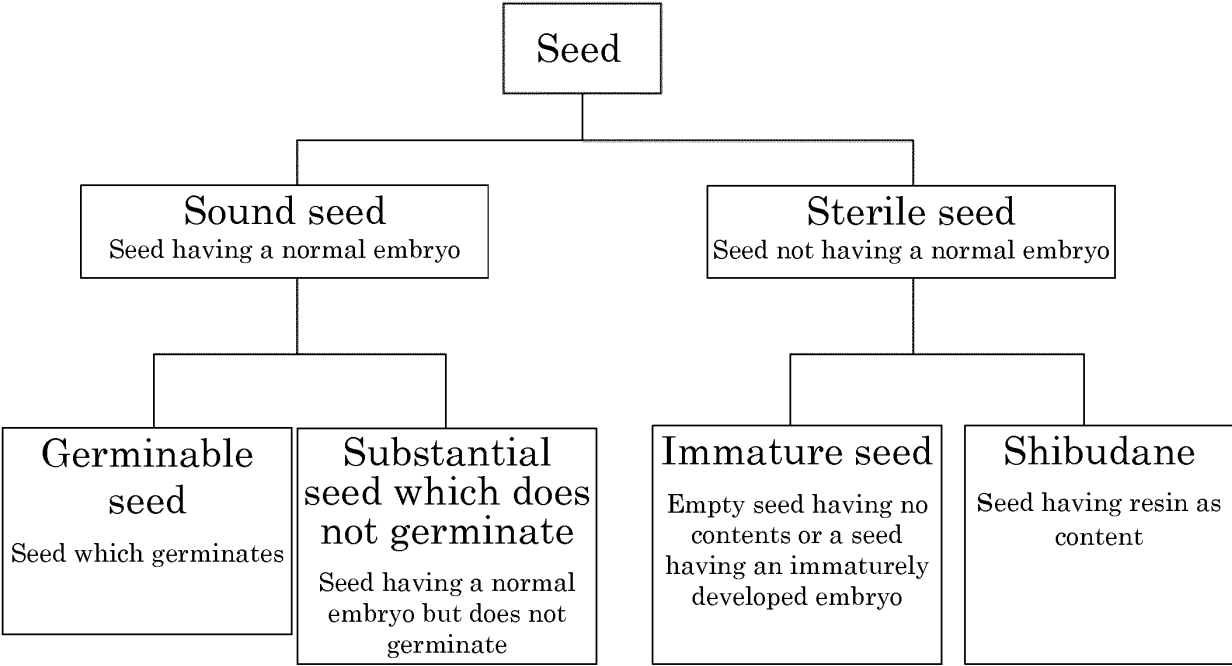 Seed
Sound seed
Seed having a normal embryo
Sterile seed
Seed not having a normal embryo
Germinable
seed
Seed which germinates
Substantial
seed which does
not germinate
Seed having a normal
embryo but does not
germinate
Immature seed
Empty seed having no
contents or a seed
having an immaturely
developed embryo
Shibudane
Seed having resin as
content